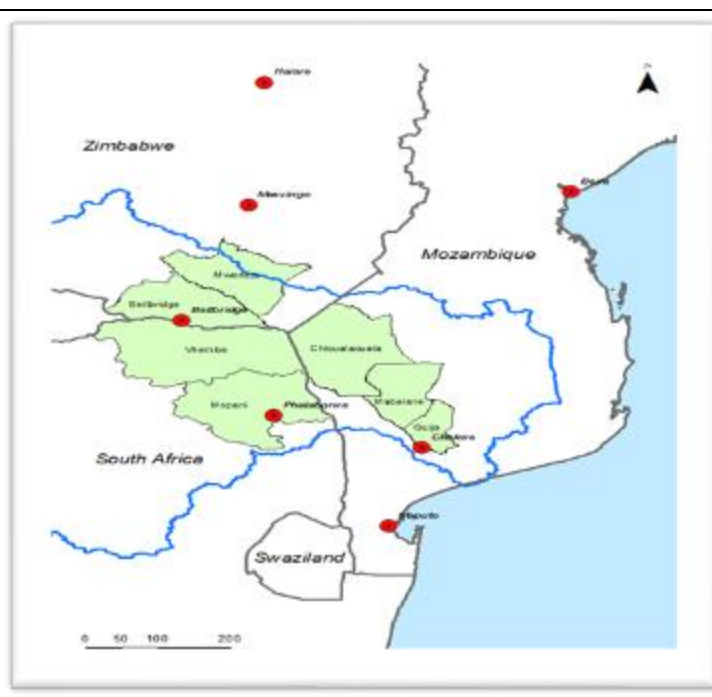 Harare
Zimbabwe
Masvingo
Beira
Mozambique
Mwenezi
Beitbridge
Beitbridge
Vhembe
Chicualacuala
Mabalane
Mopani
Phalaborwa
Guija
Chokwe
South Africa
Maputo
Swaziland
0 50 100 200